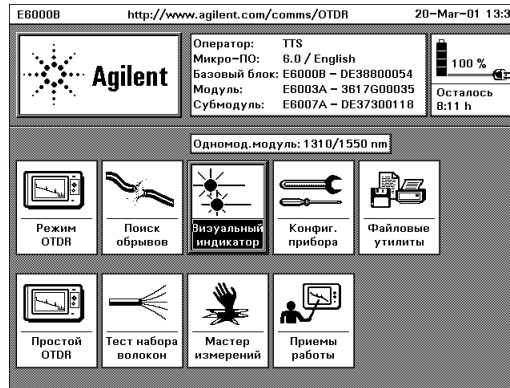 E6000B http://www.agilent.com/comms/OTDR 20-Mar-01 13:3
Agilent
Оператор: TTS
Микро-ПО: 6.0 / English
Базовый блок: E6000B - DE38800054
Модуль: E6003A - 3617G00035
Субмодуль: E6007A - DE37300118
100 %
Осталось
8:11 h
Одномод.модуль: 1310/1550 nm
Режим
OTDR
Поиск
обрывов
Визуальный
индикатор
Конфиг.
прибора
Файловые
утилиты
Простой
OTDR
Тест набора
волокон
Мастер
измерений
Приемы
работы